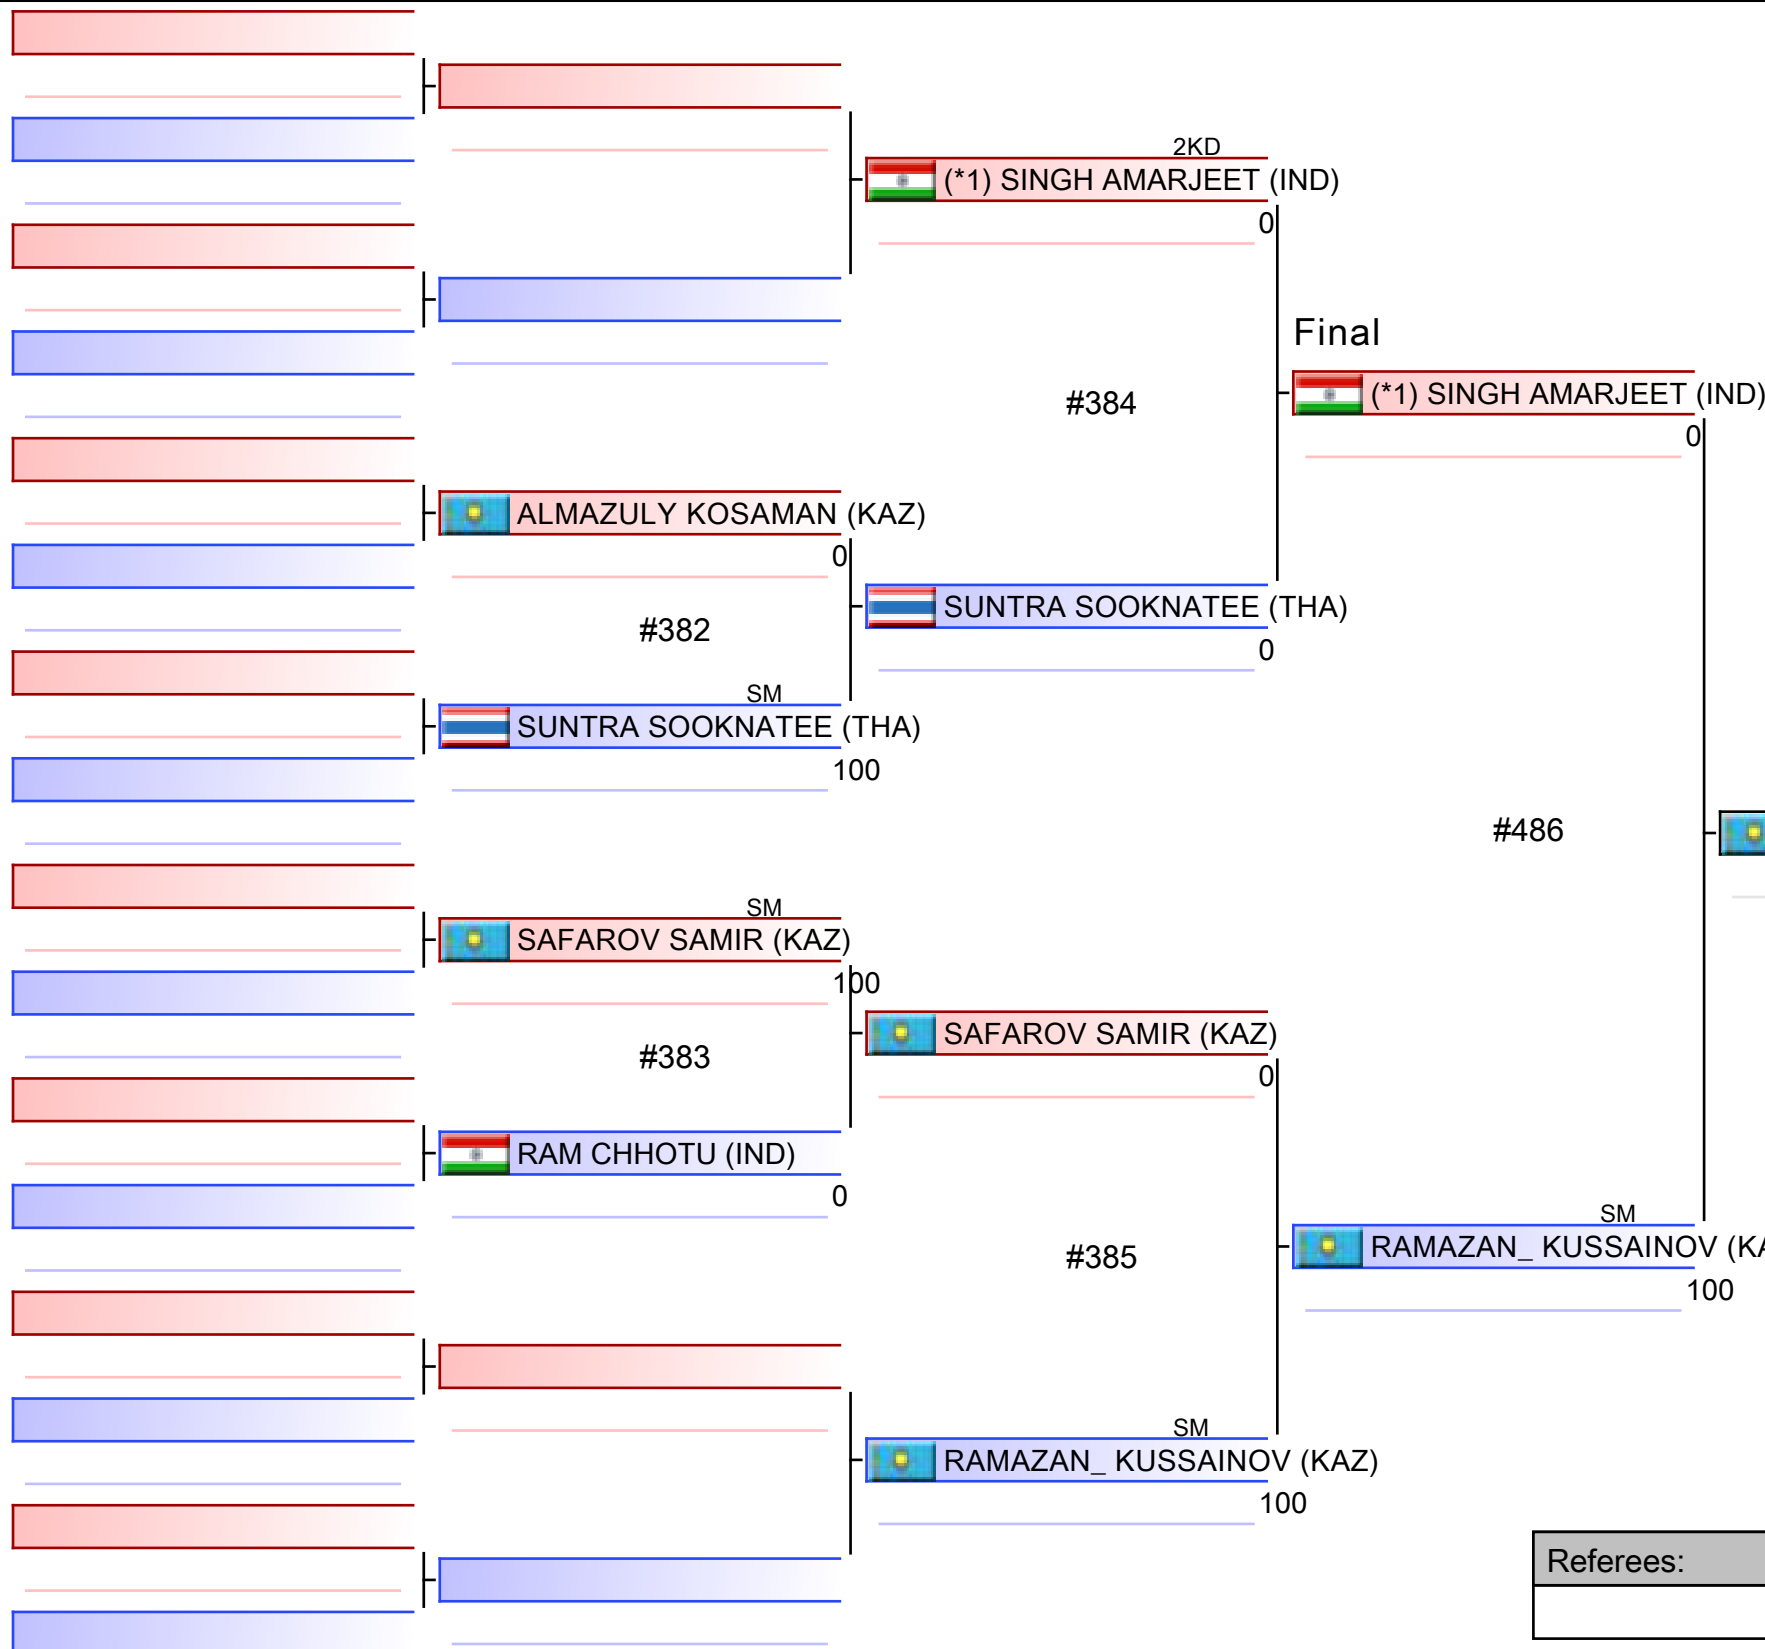 2KD
(*1) SINGH AMARJEET (IND)
0
Final
(*1) SINGH AMARJEET (IND)
0
#384
ALMAZULY KOSAMAN (KAZ)
0
SUNTRA SOOKNATEE (THA)
0
#382
SM
SUNTRA SOOKNATEE (THA)
100
#486
SM
SAFAROV SAMIR (KAZ)
100
SAFAROV SAMIR (KAZ)
0
#383
RAM CHHOTU (IND)
0
#385
SM
RAMAZAN_ KUSSAINOV (KA
100
SM
RAMAZAN_ KUSSAINOV (KAZ)
100
Referees: